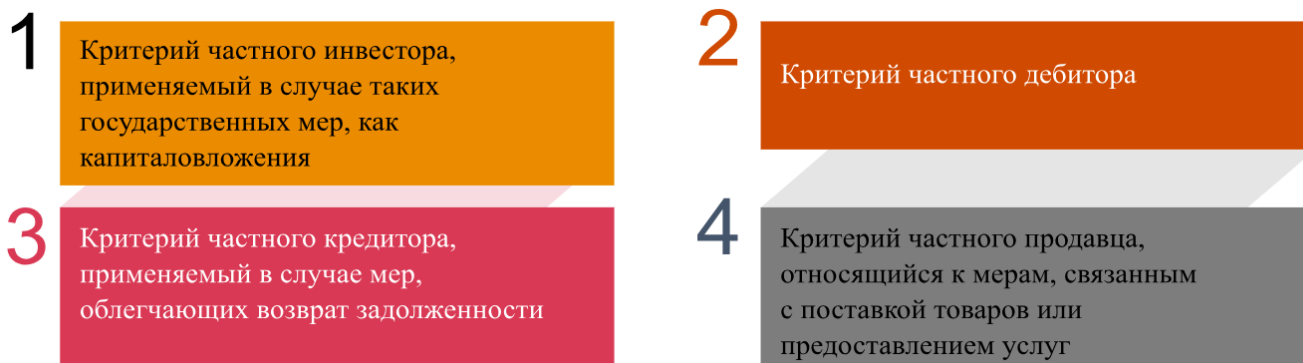 1
Критерий частного инвестора,
применяемый в случае таких
государственных мер, как
капиталовложения
2
Критерий частного дебитора
3
Критерий частного кредитора,
применяемый в случае мер,
облегчающих возврат задолженности
4
Критерий частного продавца,
относящийся к мерам, связанным
с поставкой товаров или
предоставлением услуг